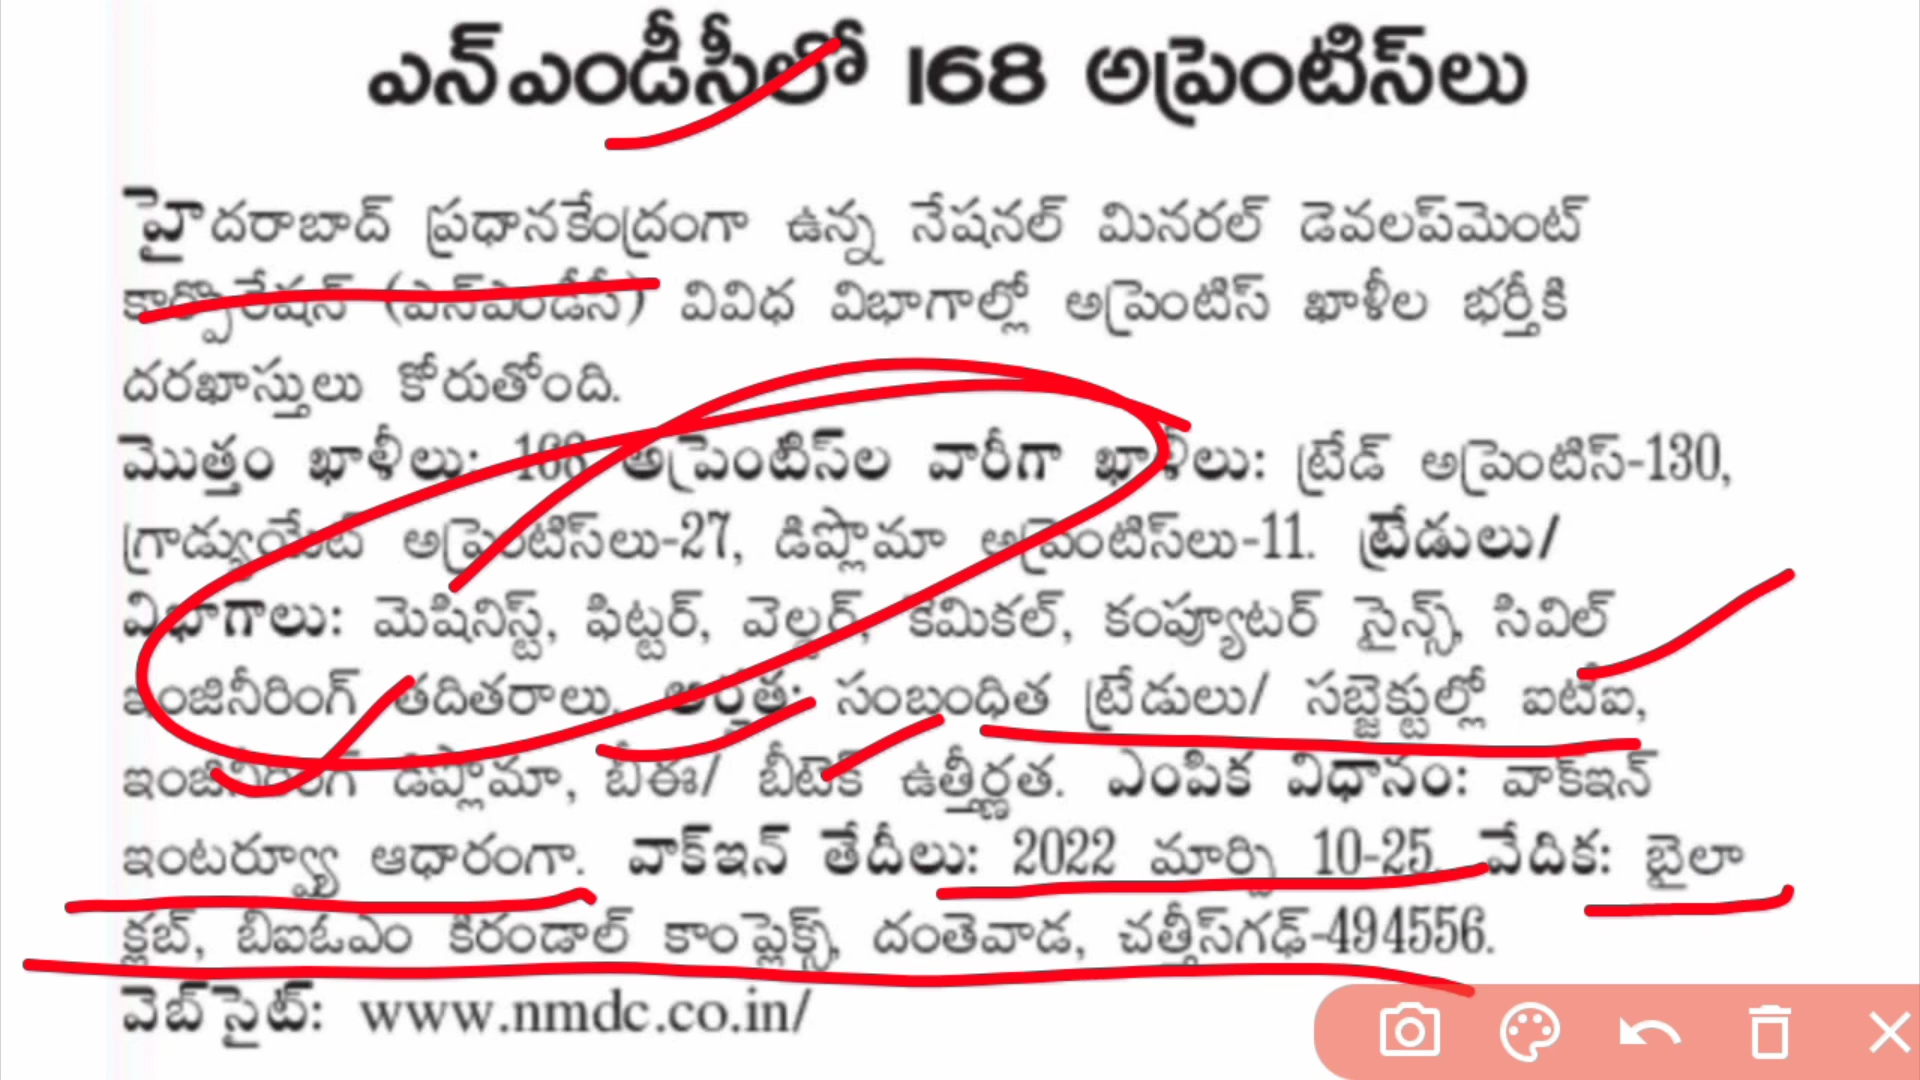 ఎన్ఎండీసీలో 168 అప్రెంటిస్‌లు
హైదరాబాద్ ప్రధానకేంద్రంగా ఉన్న నేషనల్ మినరల్ డెవలప్‌మెంట్
కార్పొరేషన్ (ఎన్ఎండీసీ) వివిధ విభాగాల్లో అప్రెంటిస్ ఖాళీల భర్తీకి
దరఖాస్తులు కోరుతోంది.
మొత్తం ఖాళీలు: 168 అప్రెంటిస్‌ల వారీగా ఖాళీలు: ట్రేడ్ అప్రెంటిస్-130,
గ్రాడ్యుయేట్ అప్రెంటిస్‌లు-27, డిప్లొమా అప్రెంటిస్‌లు-11. ట్రేడులు/
విభాగాలు: మెషినిస్ట్, ఫిట్టర్, వెల్డర్, కెమికల్, కంప్యూటర్ సైన్స్, సివిల్
ఇంజినీరింగ్ తదితరాలు. అర్హత: సంబంధిత ట్రేడులు/ సబ్జెక్టుల్లో ఐటీఐ,
ఇంజినీరింగ్ డిప్లొమా, బీఈ/ బీటెక్ ఉత్తీర్ణత. ఎంపిక విధానం: వాక్ఇన్
ఇంటర్వ్యూ ఆధారంగా. వాక్ఇన్ తేదీలు: 2022 మార్చి 10-25. వేదిక: బైలా
క్లబ్, బీఐఓఎం కిరండాల్ కాంప్లెక్స్, దంతెవాడ, చత్తీస్‌గఢ్-494556.
వెబ్‌సైట్: www.nmdc.co.in/